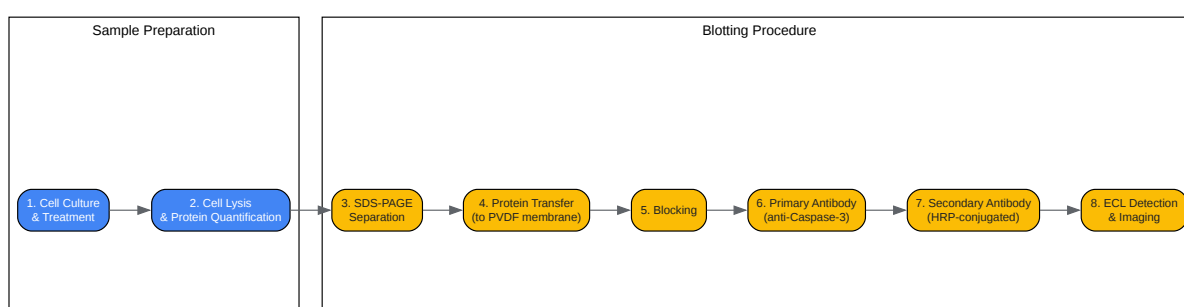 Sample Preparation
Blotting Procedure
1. Cell Culture
& Treatment
2. Cell Lysis
& Protein Quantification
3. SDS-PAGE
Separation
4. Protein Transfer
(to PVDF membrane)
5. Blocking
6. Primary Antibody
(anti-Caspase-3)
7. Secondary Antibody
(HRP-conjugated)
8. ECL Detection
& Imaging